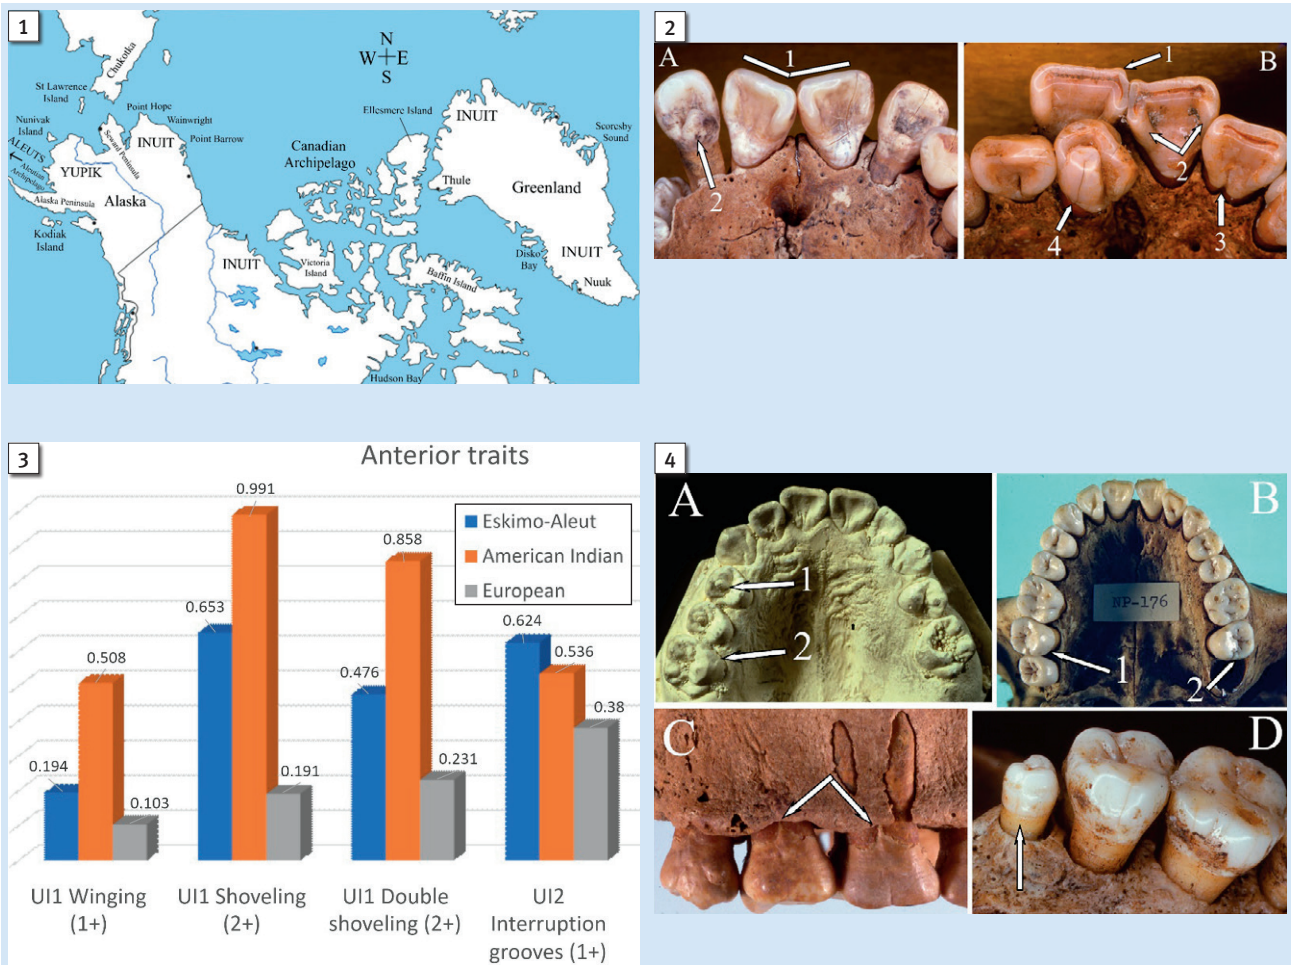 1
N
W E
S
Chukotka
St Lawrence
Island
Point Hope
Wainwright
Ellesmere Island
INUIT
Nunivak
Island
Seward Peninsula
INUIT
Point Barrow
Scoresby
Sound
Canadian
Archipelago
ALEUTS
Aleutian
Archipelago
YUPIK
Alaska
Thule
Greenland
Alaska Peninsula
Kodiak
Island
INUIT
Victoria
Island
Disko
Bay
INUIT
Baffin Island
Nuuk
Hudson Bay
2
A
1
2
B
1
2
3
4
3
Anterior traits
Eskimo-Aleut
American Indian
European
0.194
0.508
0.103
0.653
0.991
0.191
0.476
0.858
0.231
0.624
0.536
0.38
UI1 Winging
(1+)
UI1 Shoveling
(2+)
UI1 Double
shoveling (2+)
UI2
Interruption
grooves (1+)
4
A
1
2
B
NP-176
1
2
C
D